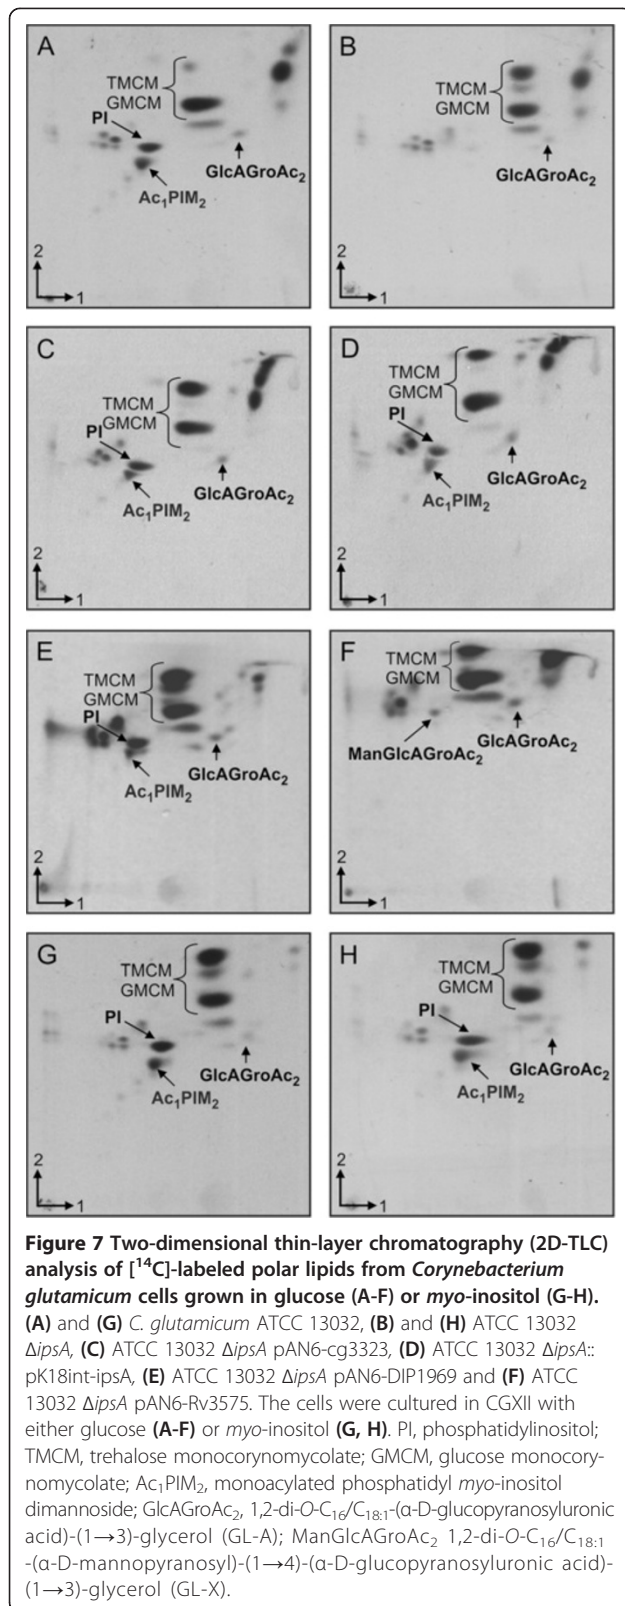 A
TMCM
GMCM
PI
GlcAGroAc₂
Ac₁PIM₂
2
1
B
TMCM
GMCM
GlcAGroAc₂
2
1
C
TMCM
GMCM
PI
GlcAGroAc₂
Ac₁PIM₂
2
1
D
TMCM
GMCM
PI
GlcAGroAc₂
Ac₁PIM₂
2
1
E
TMCM
GMCM
PI
GlcAGroAc₂
Ac₁PIM₂
2
1
F
TMCM
GMCM
ManGlcAGroAc₂
GlcAGroAc₂
2
1
G
TMCM
GMCM
PI
GlcAGroAc₂
Ac₁PIM₂
2
1
H
TMCM
GMCM
PI
GlcAGroAc₂
Ac₁PIM₂
2
1
Figure 7 Two-dimensional thin-layer chromatography (2D-TLC)
analysis of [¹⁴C]-labeled polar lipids from Corynebacterium
glutamicum cells grown in glucose (A-F) or myo-inositol (G-H).
(A) and (G) C. glutamicum ATCC 13032, (B) and (H) ATCC 13032
ΔipsA, (C) ATCC 13032 ΔipsA pAN6-cg3323, (D) ATCC 13032 ΔipsA::
pK18int-ipsA, (E) ATCC 13032 ΔipsA pAN6-DIP1969 and (F) ATCC
13032 ΔipsA pAN6-Rv3575. The cells were cultured in CGXII with
either glucose (A-F) or myo-inositol (G, H). PI, phosphatidylinositol;
TMCM, trehalose monocorynomycolate; GMCM, glucose monocory-
nomycolate; Ac₁PIM₂, monoacylated phosphatidyl myo-inositol
dimannoside; GlcAGroAc₂, 1,2-di-O-C₁₆/C₁₈:₁-(α-D-glucopyranosyluronic
acid)-(1→3)-glycerol (GL-A); ManGlcAGroAc₂ 1,2-di-O-C₁₆/C₁₈:₁
-(α-D-mannopyranosyl)-(1→4)-(α-D-glucopyranosyluronic acid)-
(1→3)-glycerol (GL-X).